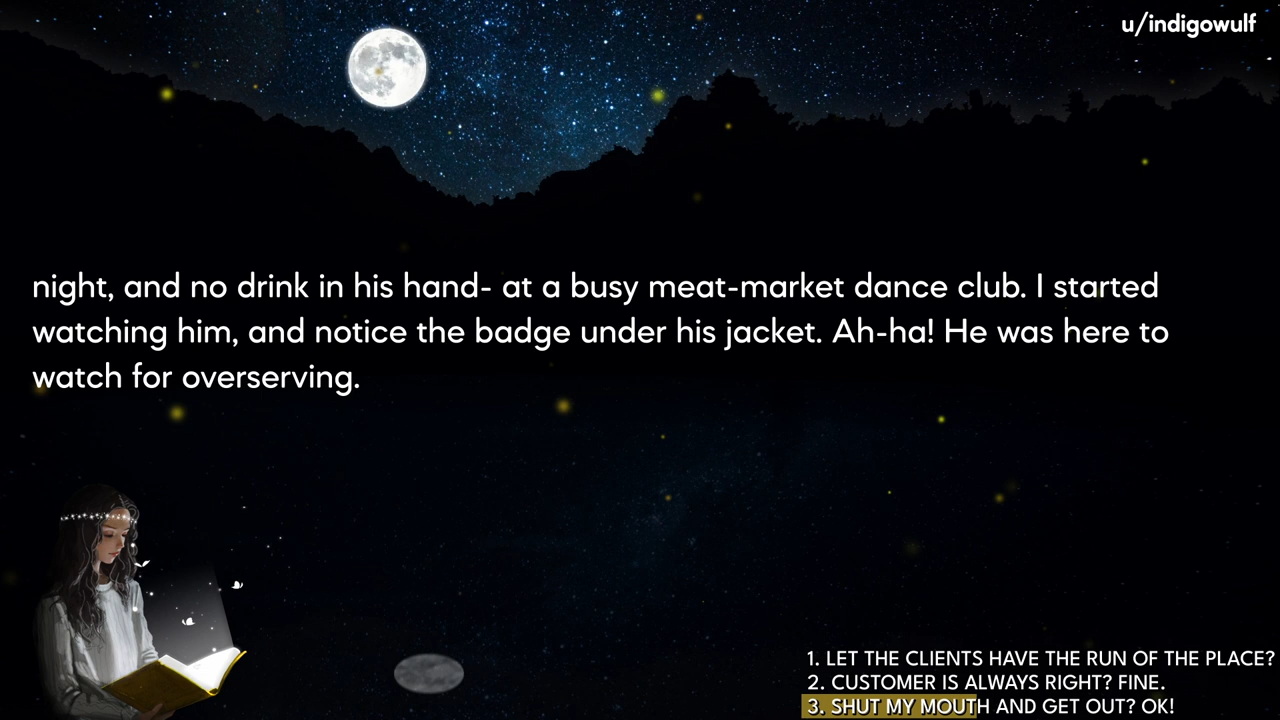 u/indigowulf
night, and no drink in his hand- at a busy meat-market dance club. I started
watching him, and notice the badge under his jacket. Ah-ha! He was here to
watch for overserving.
1. LET THE CLIENTS HAVE THE RUN OF THE PLACE?
2. CUSTOMER IS ALWAYS RIGHT? FINE.
3. SHUT MY MOUTH AND GET OUT? OK!